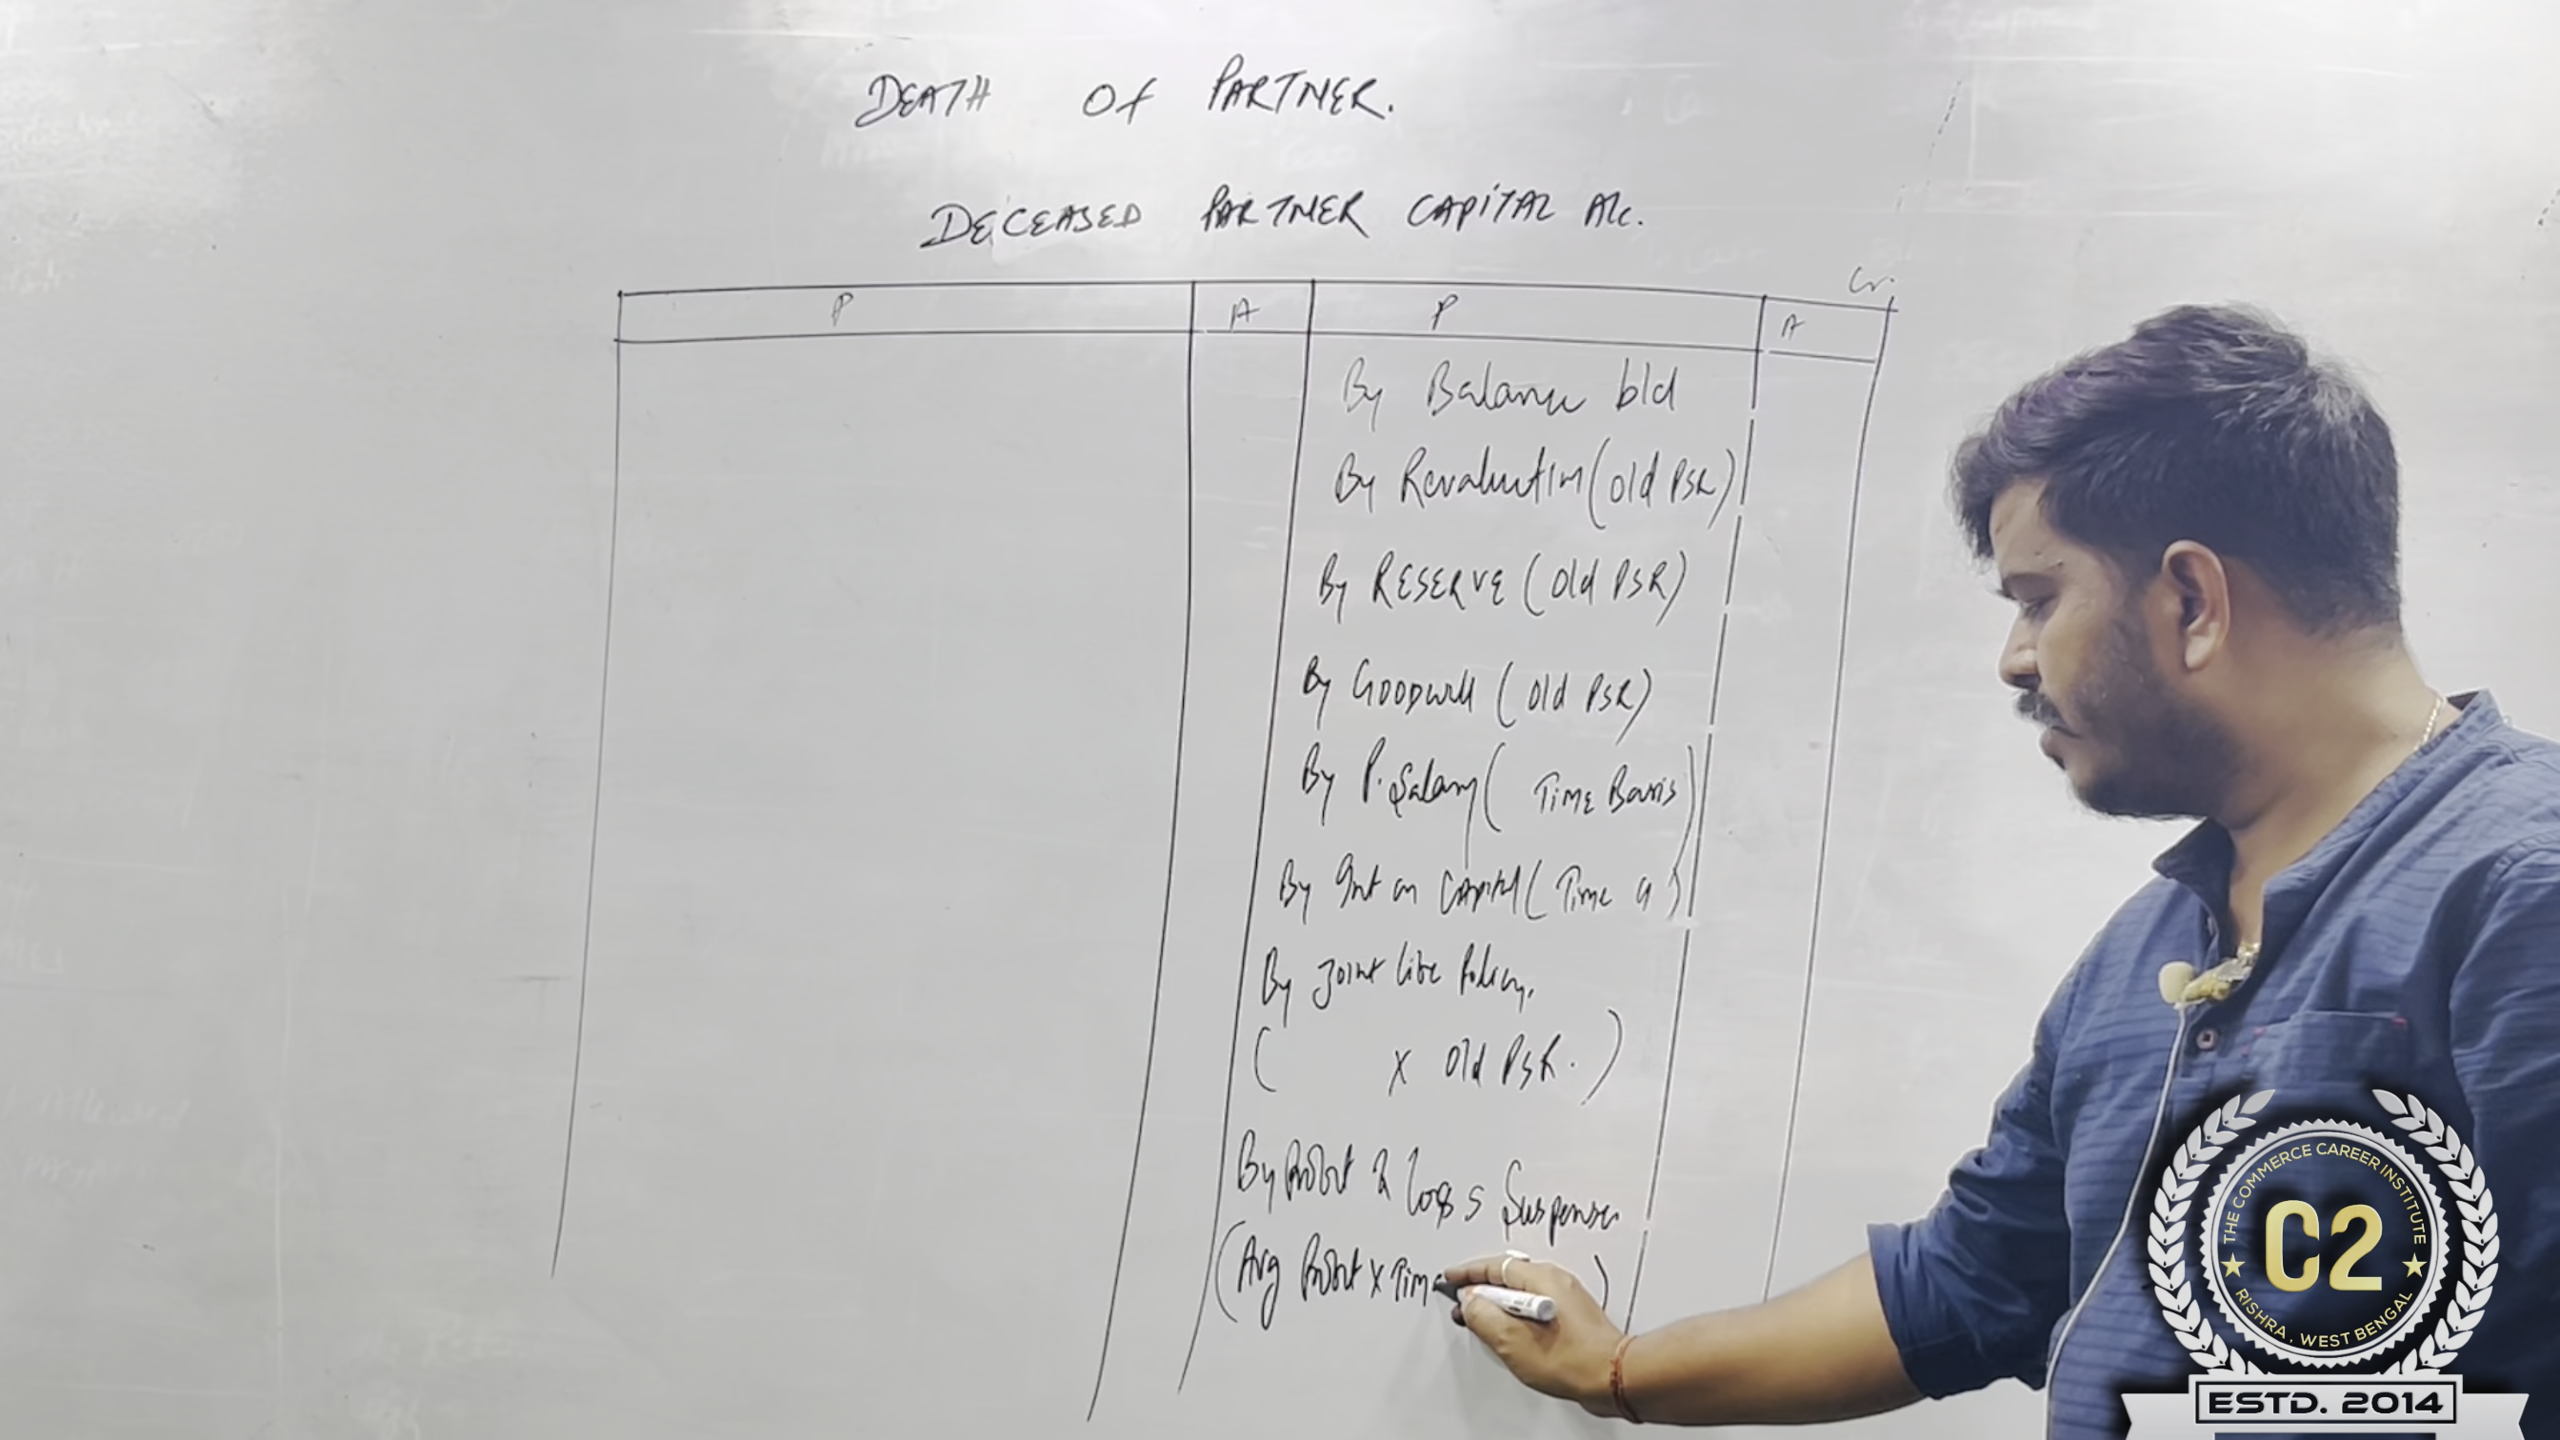 DEATH Of PARTNER.
DECEASED PARTNER CAPITAL A/c.
Cr.
P A P A
By Balance b/d
By Revaluation (old PSR)
By RESERVE (old PSR)
By GOODwill (old PSR)
By P. Salary (Time Basis)
By Int on Capital (Time ")
By Joint Life Policy.
( x old PSR. )
By Profit & Loss Suspense
(Avg Profit x Time )
THE COMMERCE CAREER INSTITUTE
C2
RISHRA, WEST BENGAL
ESTD. 2014